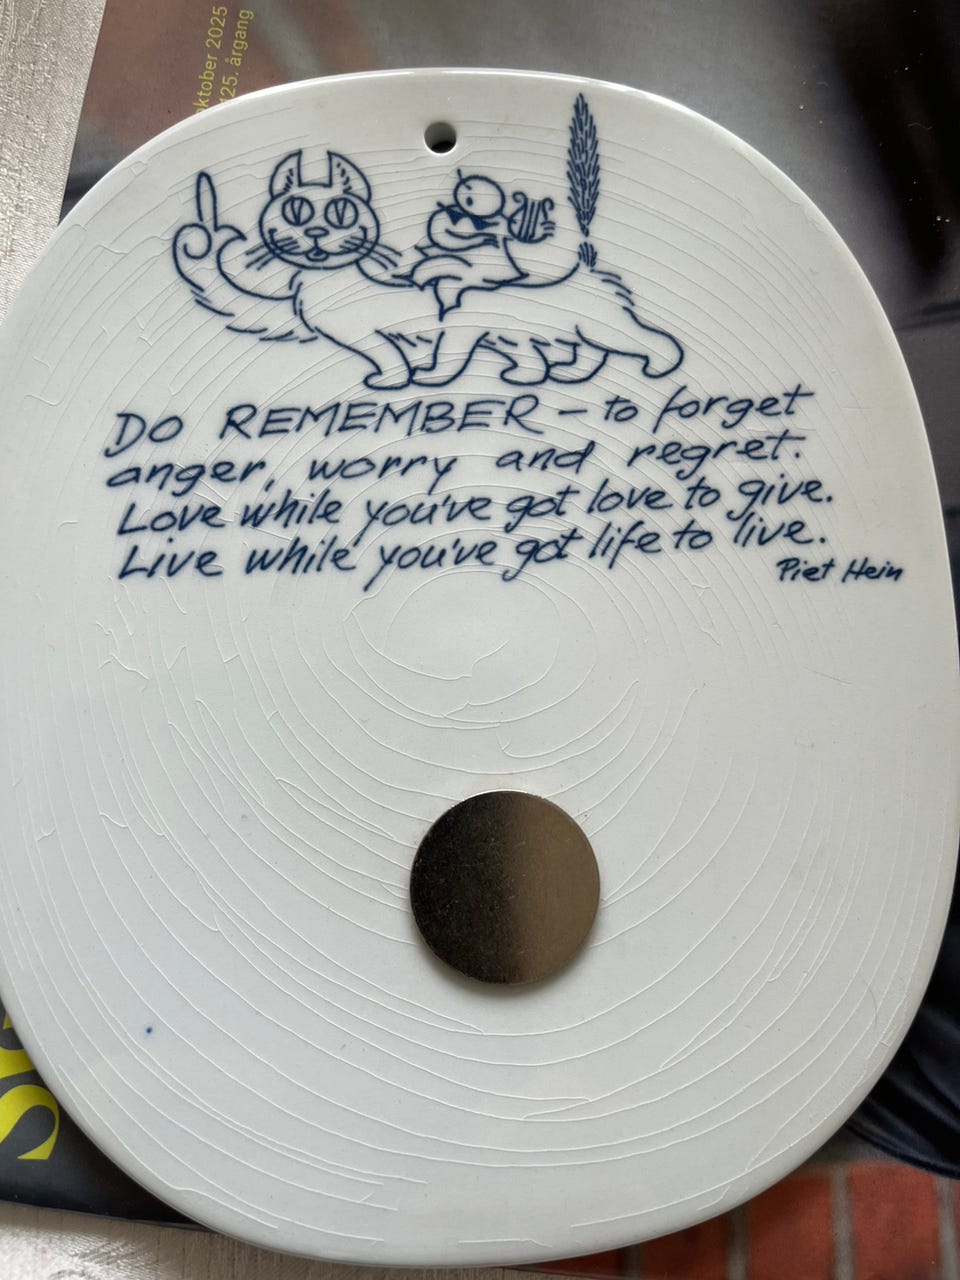 oktober 2025
125. årgang
DO REMEMBER – to forget
anger, worry and regret.
Love while you've got love to give.
Live while you've got life to live.
Piet Hein